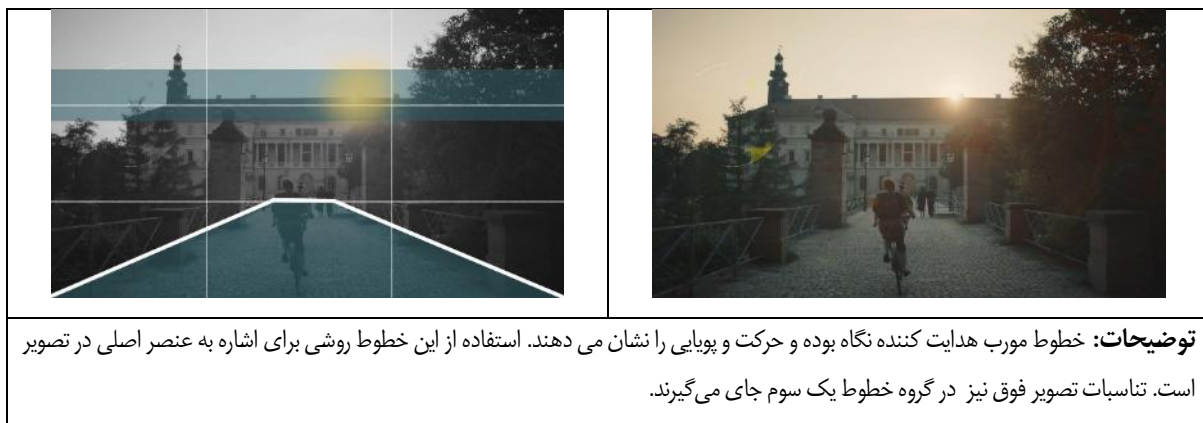 توضیحات: خطوط مورب هدایت کننده نگاه بوده و حرکت و پویایی را نشان می دهند. استفاده از این خطوط روشی برای اشاره به عنصر اصلی در تصویر
است. تناسبات تصویر فوق نیز در گروه خطوط یک سوم جای می‌گیرند.